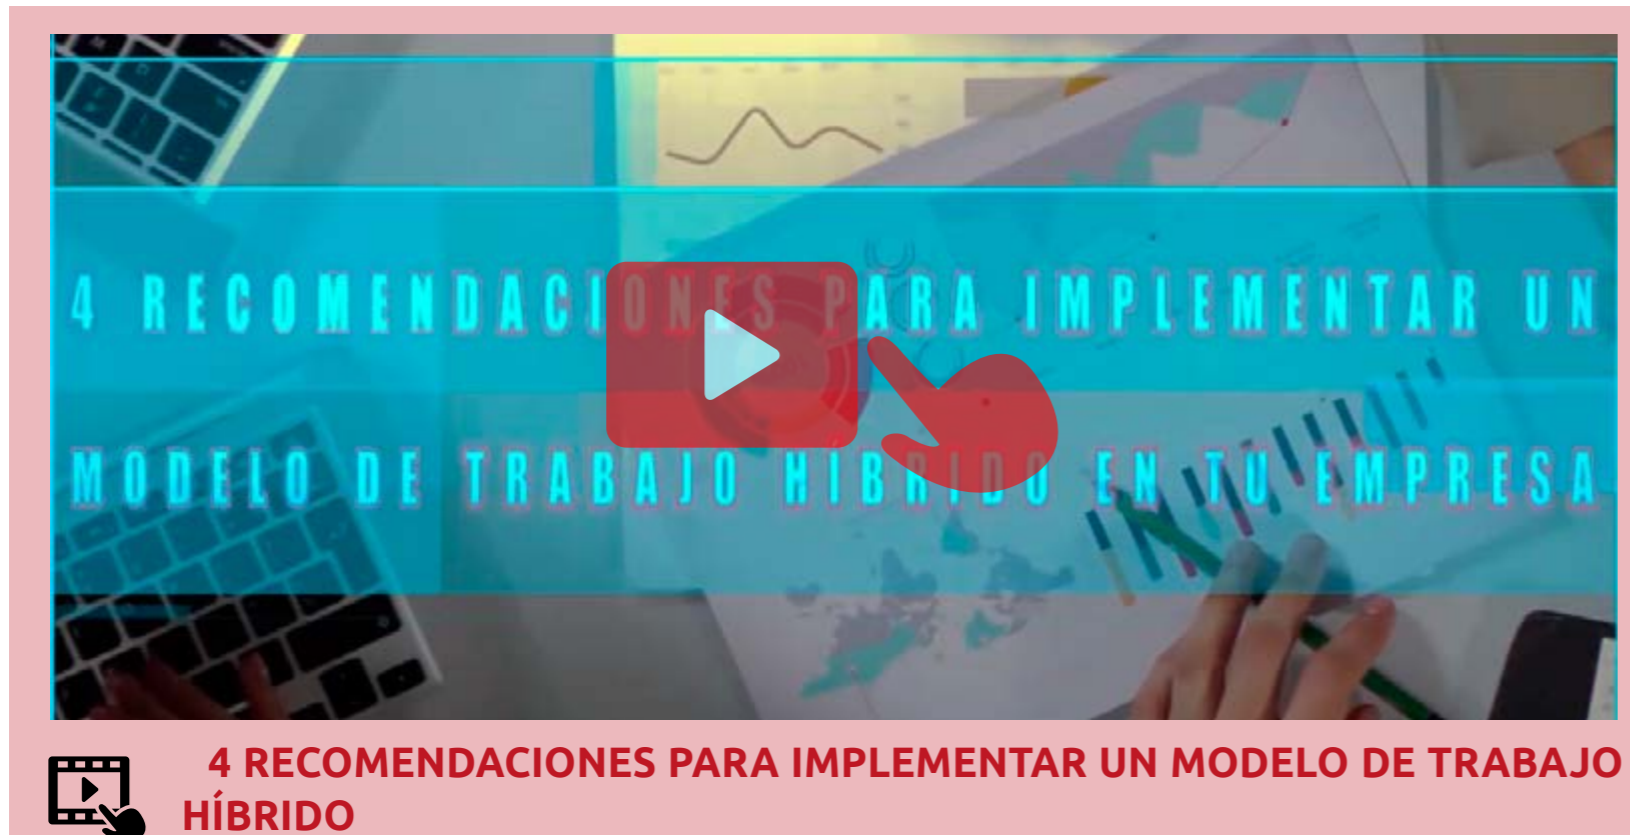 4 RECOMENDACIONES PARA IMPLEMENTAR UN
MODELO DE TRABAJO HÍBRIDO EN TU EMPRESA
4 RECOMENDACIONES PARA IMPLEMENTAR UN MODELO DE TRABAJO
HÍBRIDO